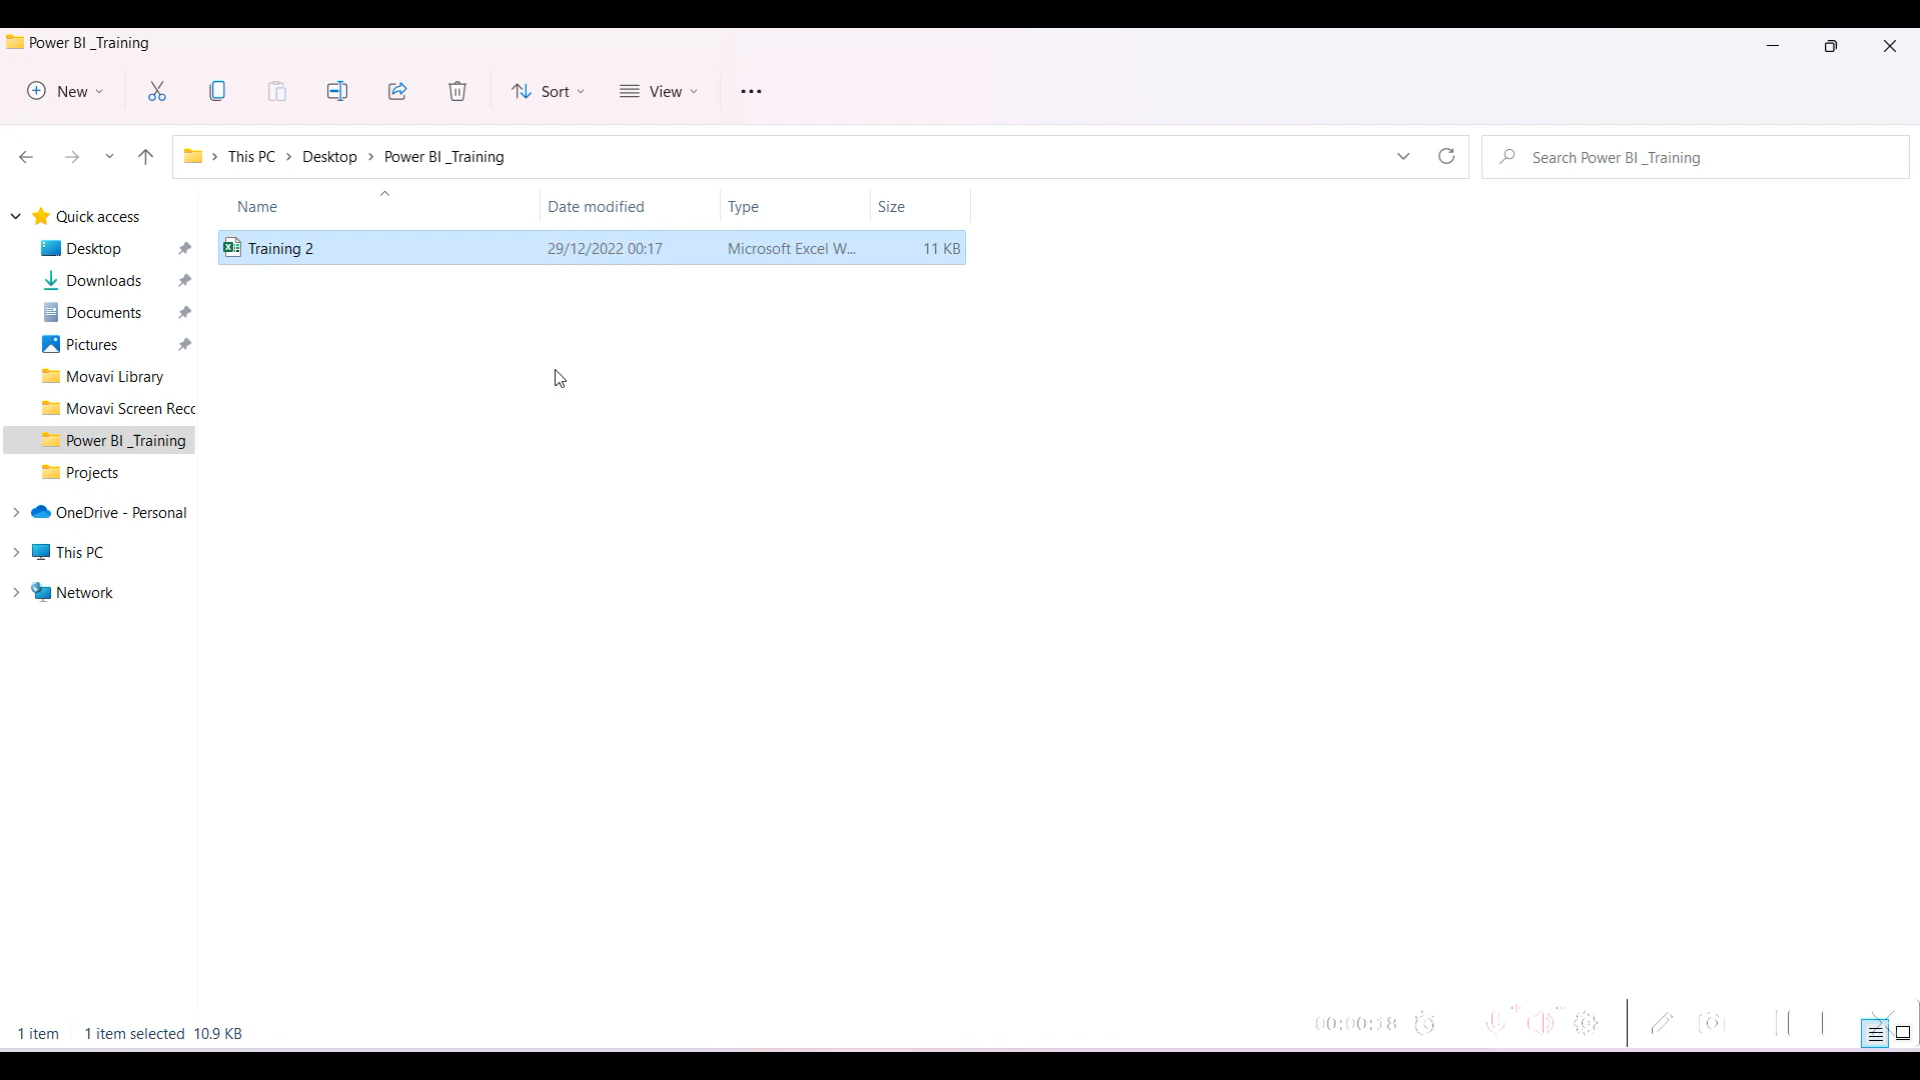 Power BI _Training
New
Sort
View
This PC > Desktop > Power BI _Training
Search Power BI _Training
Name
Date modified
Type
Size
Training 2
29/12/2022 00:17
Microsoft Excel W...
11 KB
Quick access
Desktop
Downloads
Documents
Pictures
Movavi Library
Movavi Screen Recc
Power BI _Training
Projects
OneDrive - Personal
This PC
Network
1 item
1 item selected 10.9 KB
00:00:18